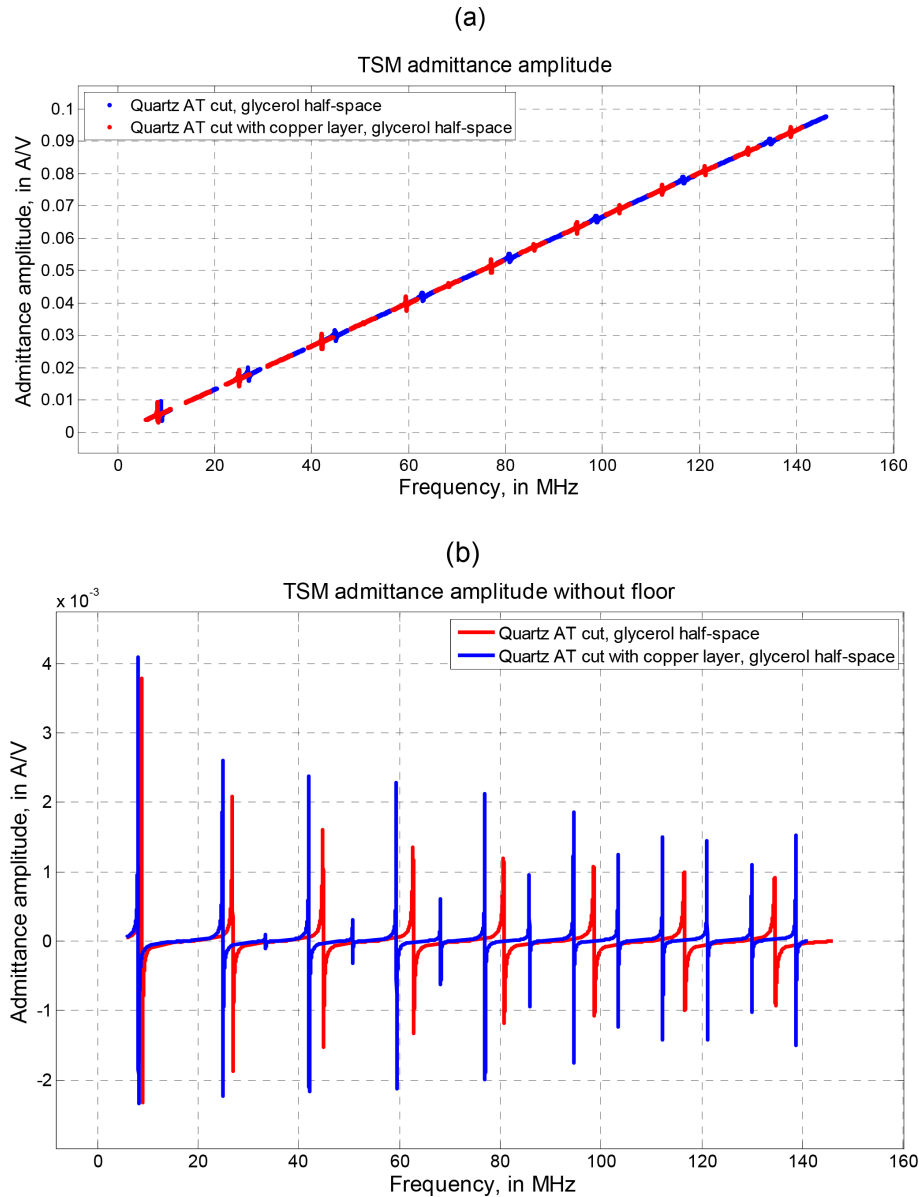 (a)
TSM admittance amplitude
Quartz AT cut, glycerol half-space
Quartz AT cut with copper layer, glycerol half-space
Admittance amplitude, in A/V
0.1
0.09
0.08
0.07
0.06
0.05
0.04
0.03
0.02
0.01
0
0 20 40 60 80 100 120 140 160
Frequency, in MHz
(b)
TSM admittance amplitude without floor
x 10⁻³
Quartz AT cut, glycerol half-space
Quartz AT cut with copper layer, glycerol half-space
Admittance amplitude, in A/V
4
3
2
1
0
-1
-2
0 20 40 60 80 100 120 140 160
Frequency, in MHz